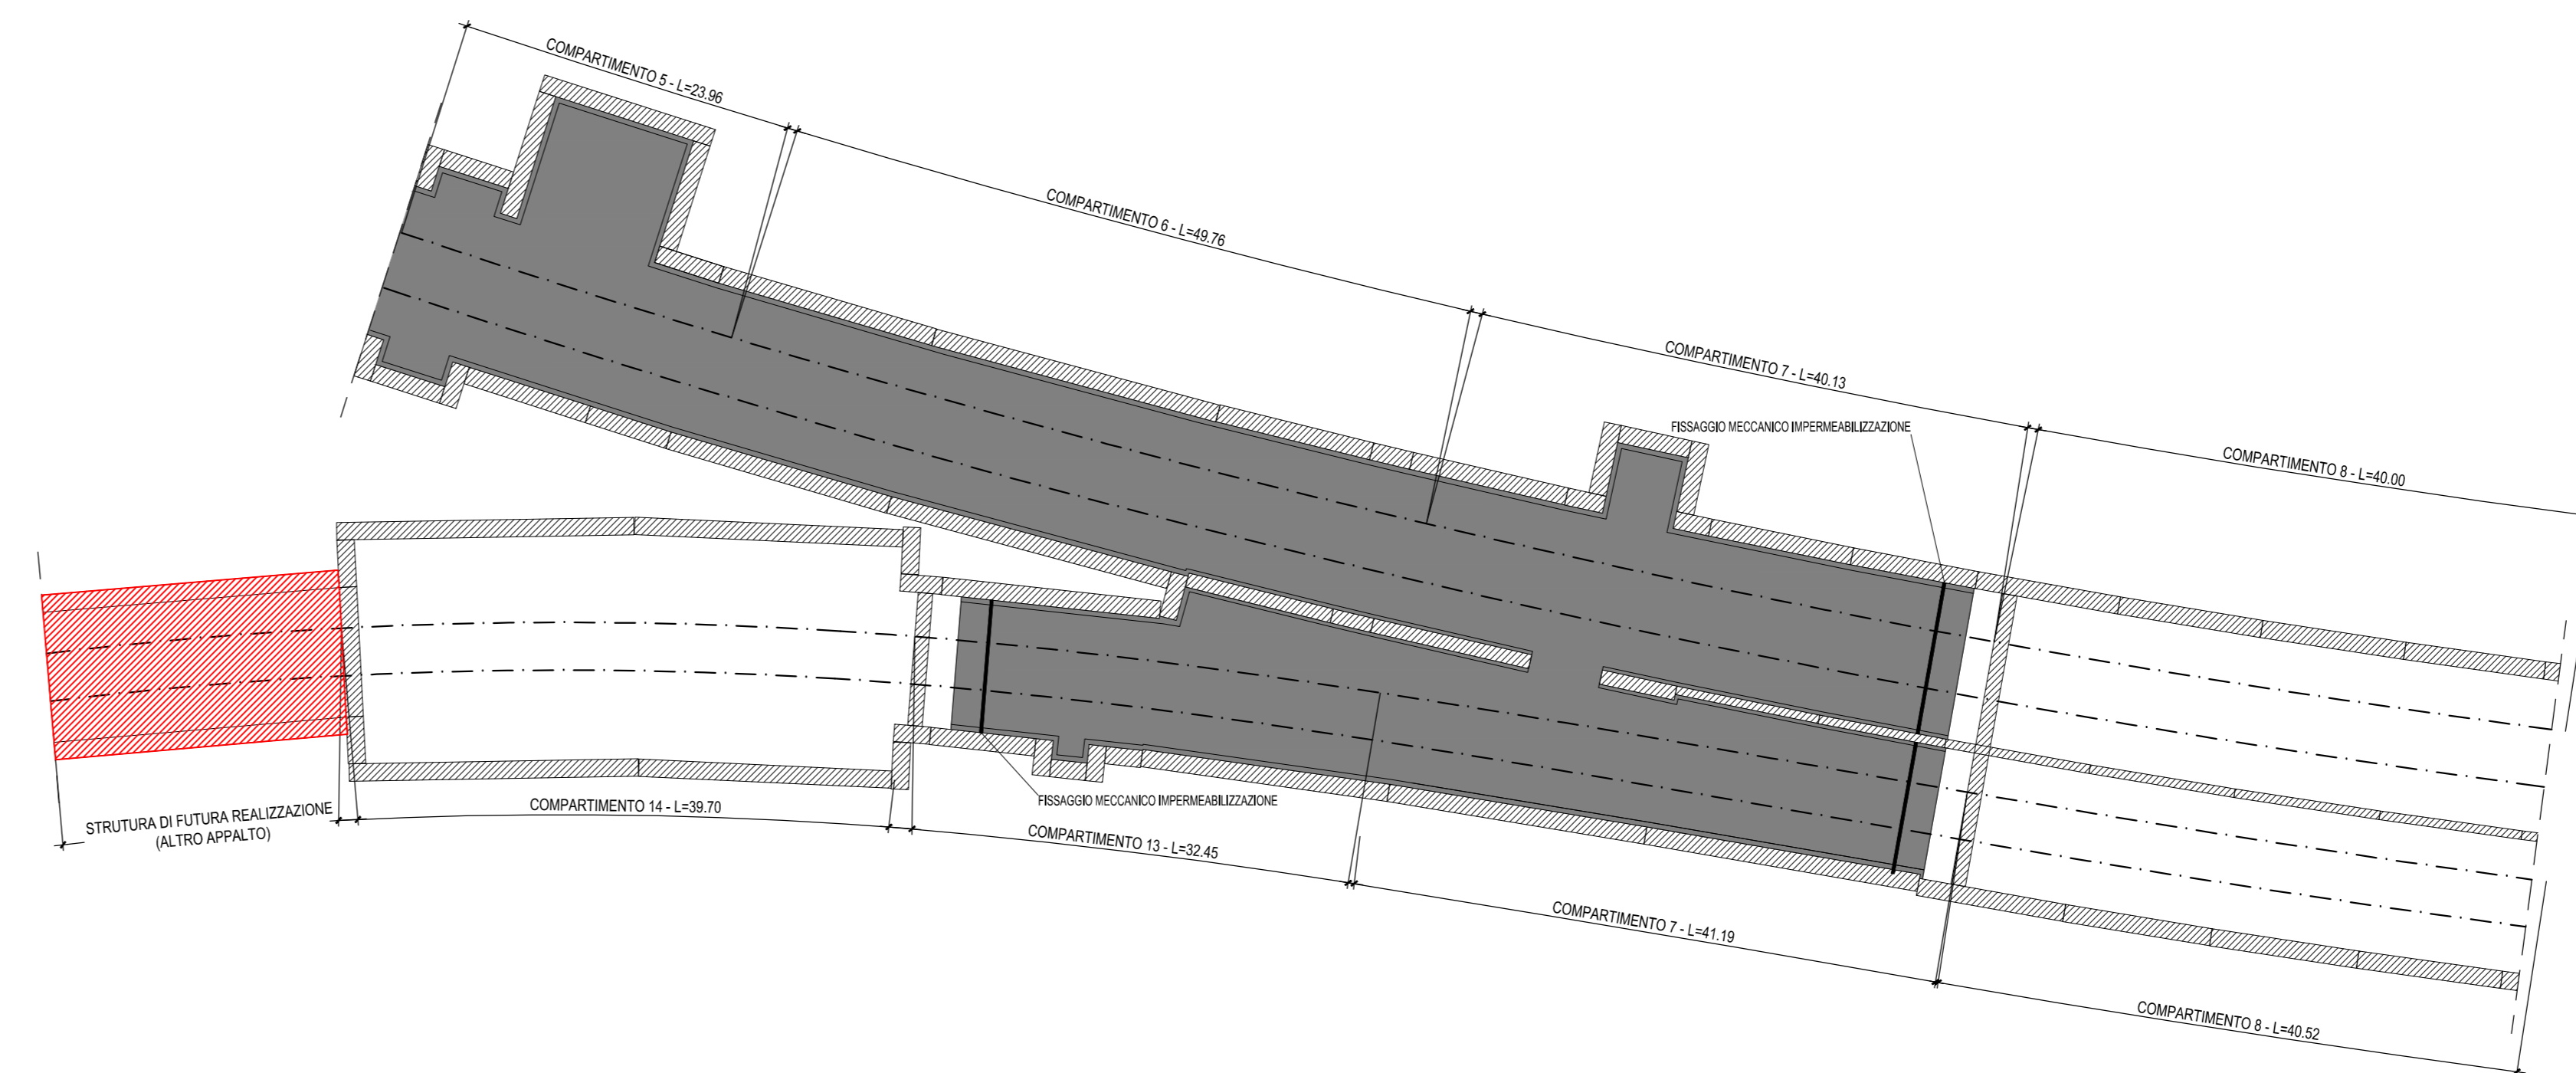 COMPARTIMENTO 5 - L=23.96
COMPARTIMENTO 6 - L=49.76
COMPARTIMENTO 7 - L=40.13
FISSAGGIO MECCANICO IMPERMEABILIZZAZIONE
COMPARTIMENTO 8 - L=40.00
STRUTURA DI FUTURA REALIZZAZIONE
(ALTRO APPALTO)
COMPARTIMENTO 14 - L=39.70
FISSAGGIO MECCANICO IMPERMEABILIZZAZIONE
COMPARTIMENTO 13 - L=32.45
COMPARTIMENTO 7 - L=41.19
COMPARTIMENTO 8 - L=40.52